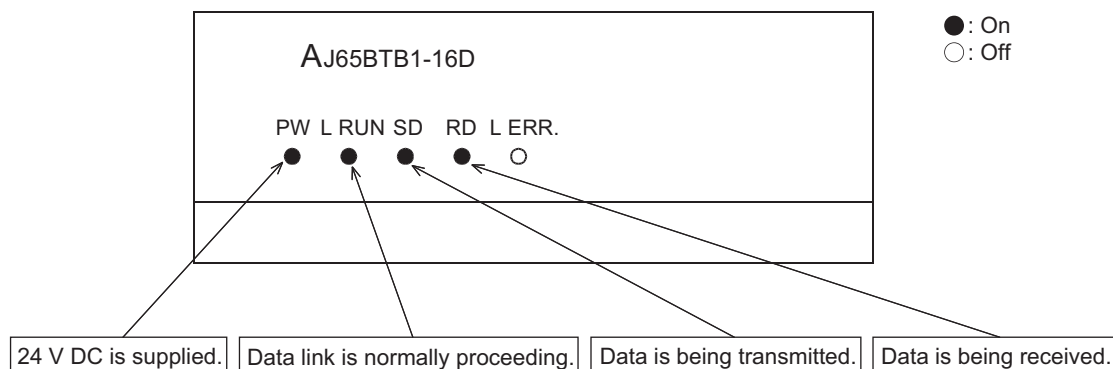 ●: On
○: Off
AJ65BTB1-16D
PW L RUN SD RD L ERR.
24 V DC is supplied.
Data link is normally proceeding.
Data is being transmitted.
Data is being received.